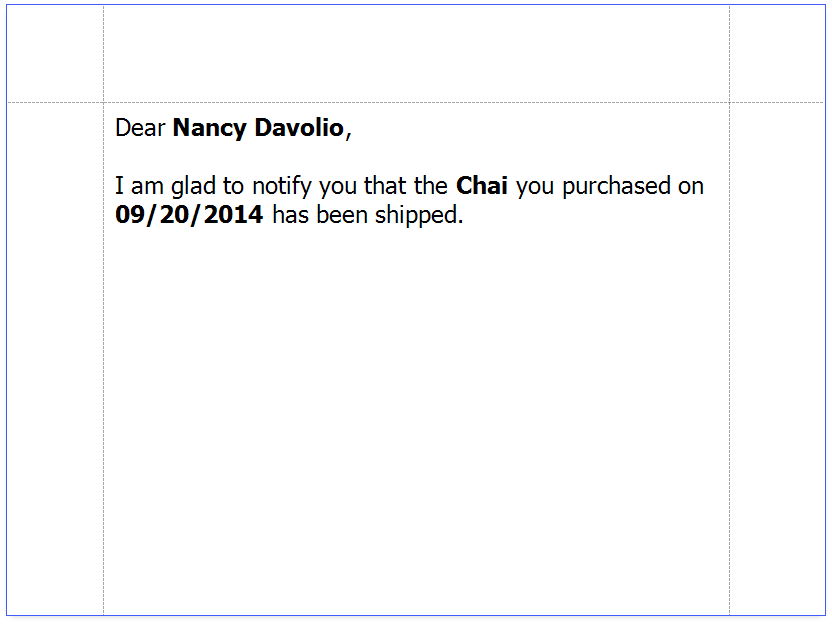 Dear Nancy Davolio,
I am glad to notify you that the Chai you purchased on
09/20/2014 has been shipped.